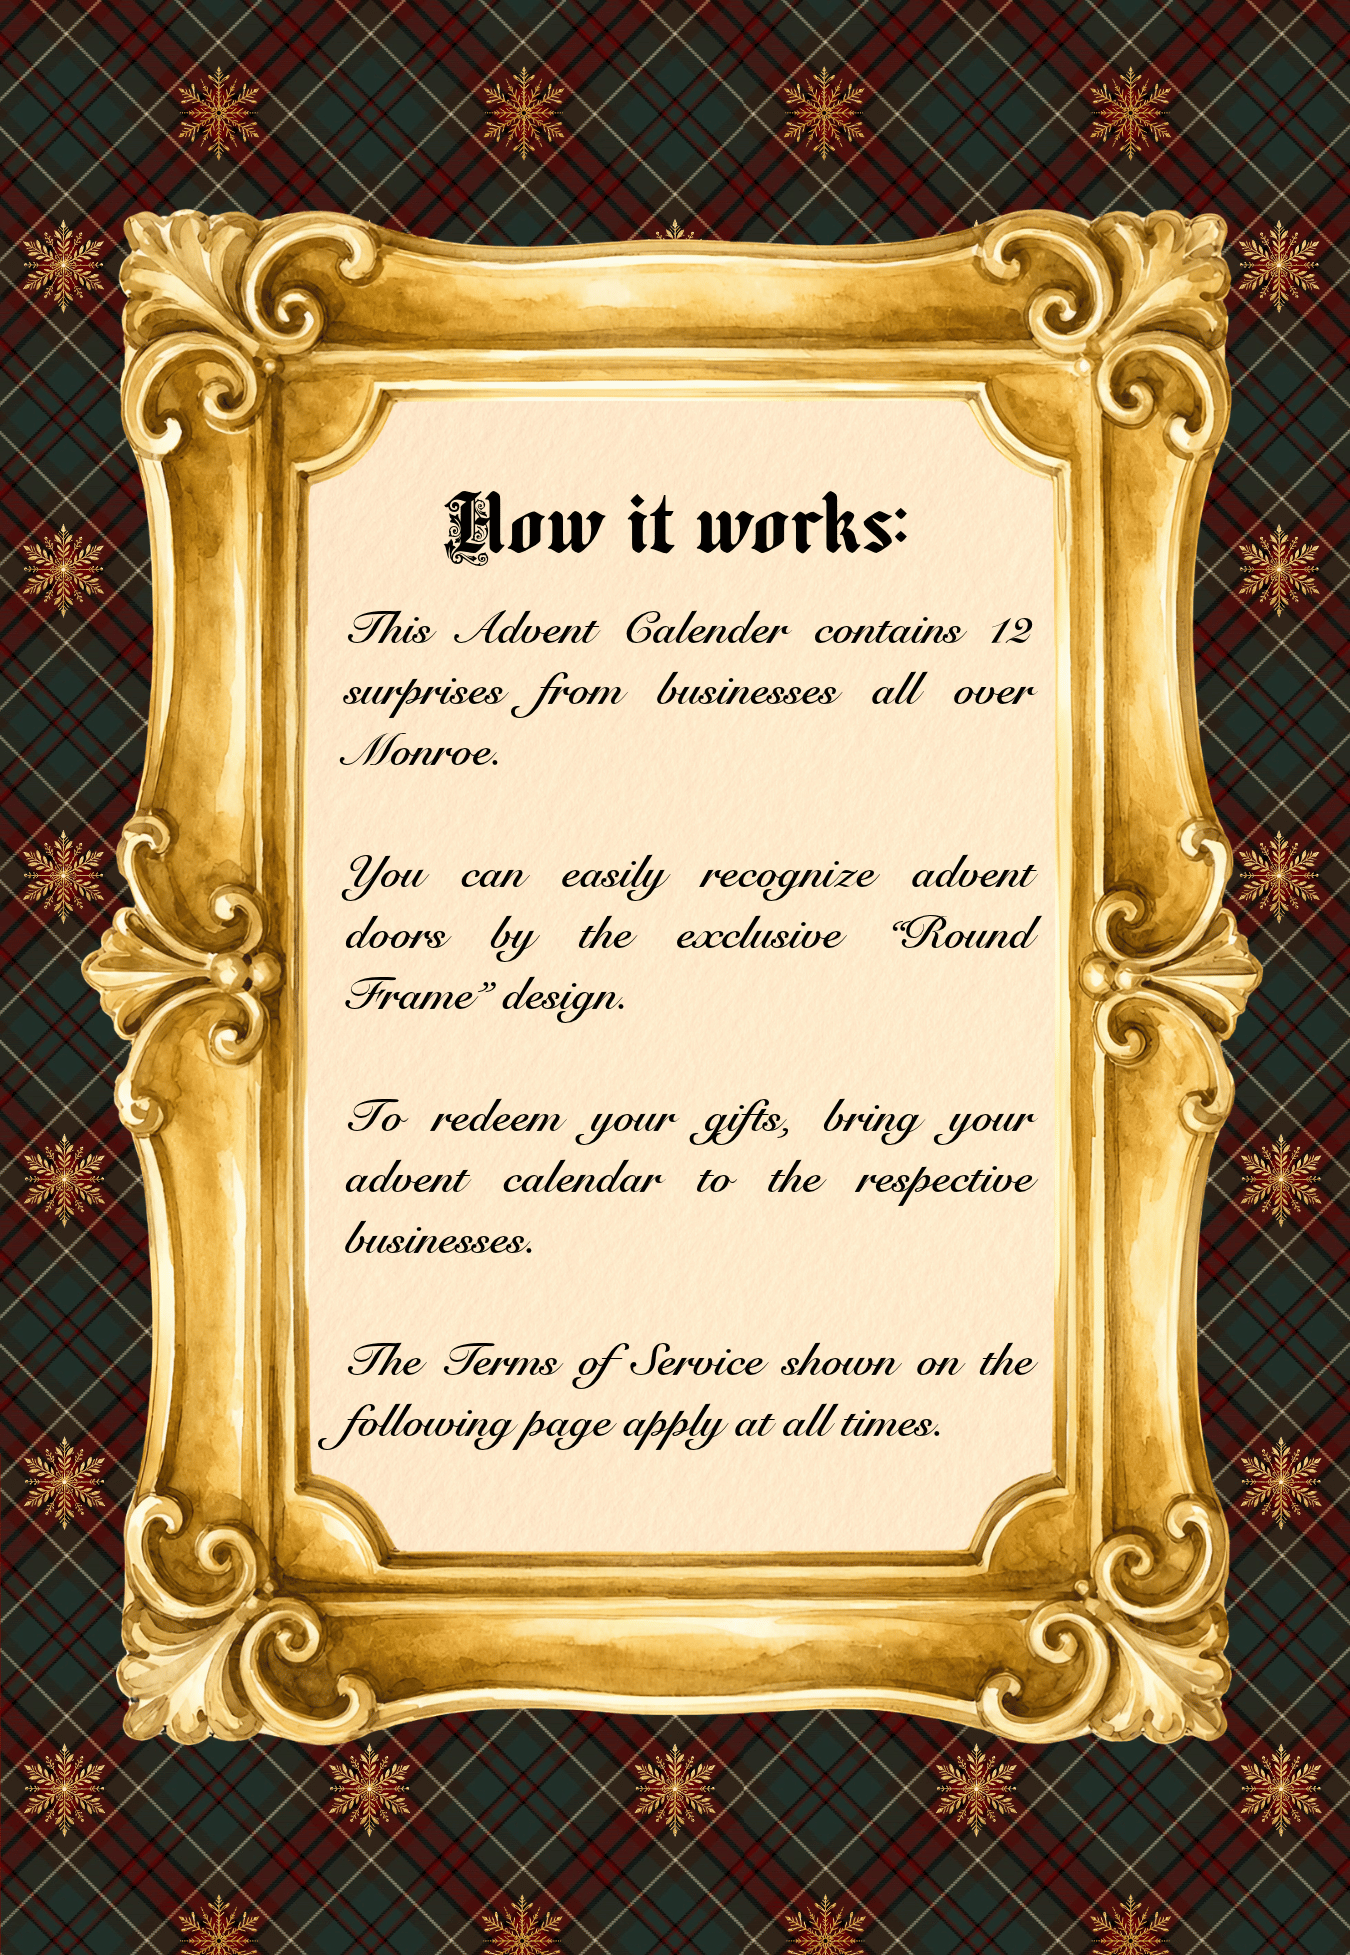 How it works:
This Advent Calender contains 12
surprises from businesses all over
Monroe.
You can easily recognize advent
doors by the exclusive “Round
Frame” design.
To redeem your gifts, bring your
advent calendar to the respective
businesses.
The Terms of Service shown on the
following page apply at all times.